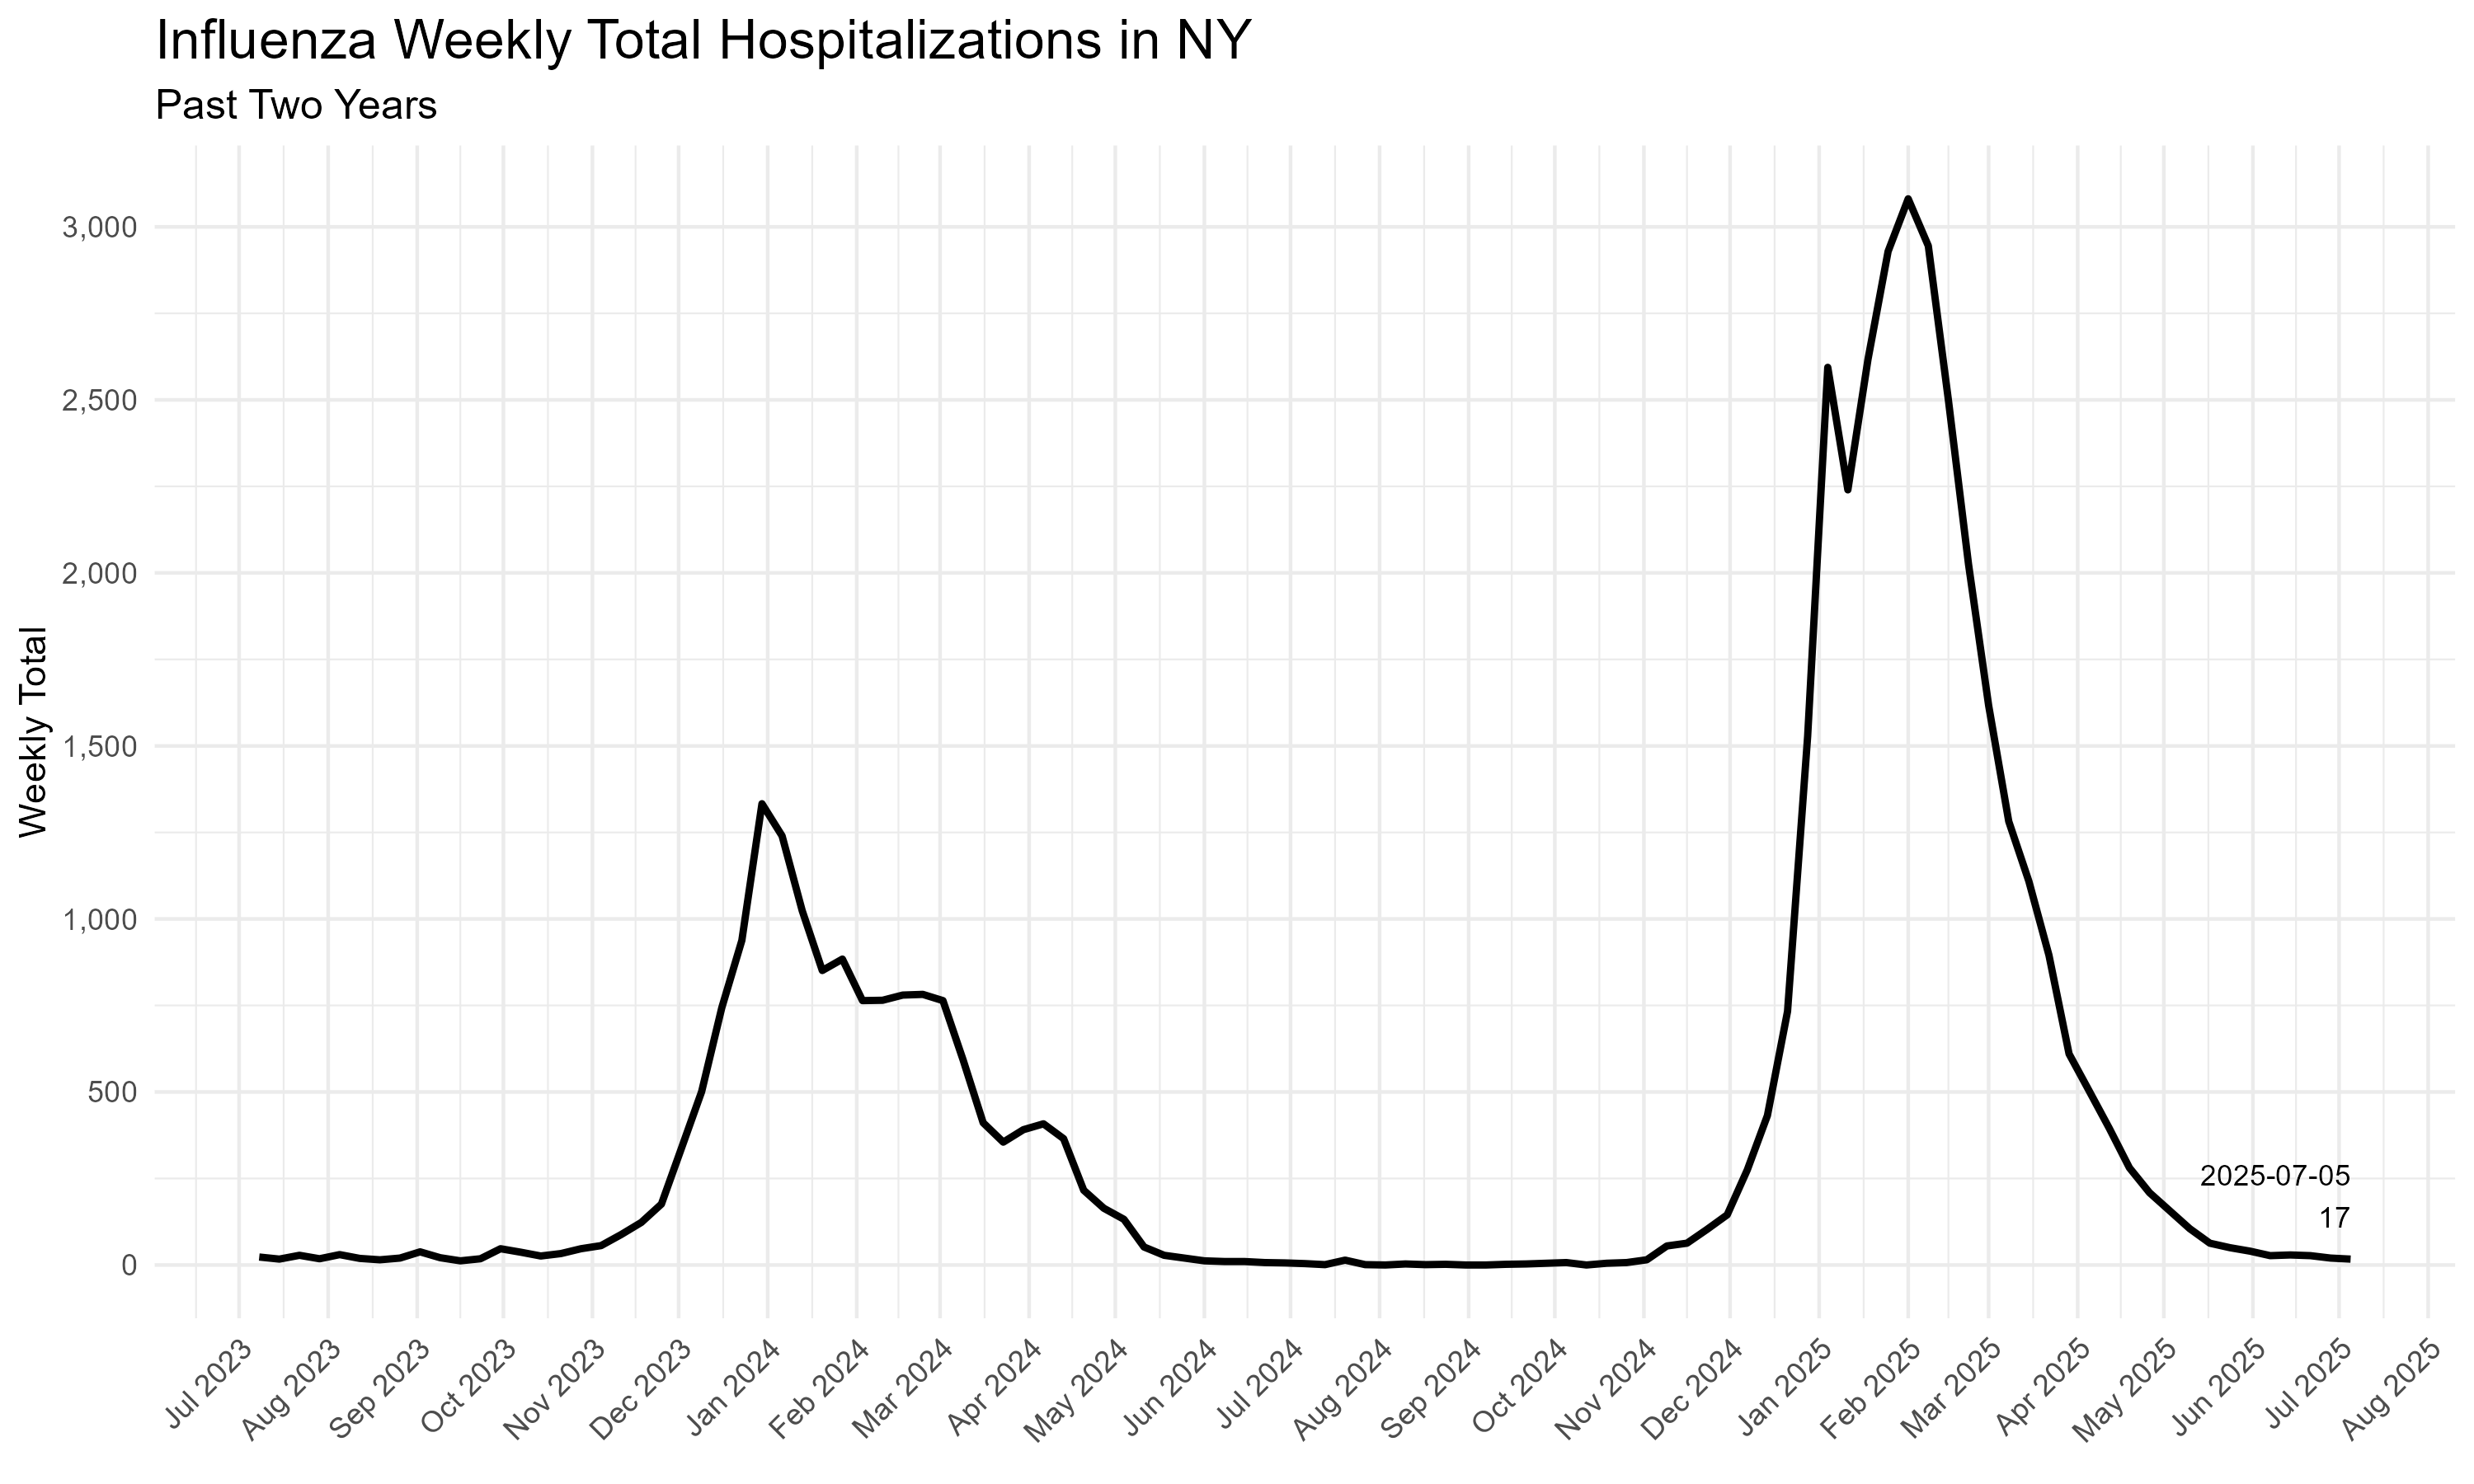 Influenza Weekly Total Hospitalizations in NY
Past Two Years
Weekly Total
3,000
2,500
2,000
1,500
1,000
500
0
2025-07-05
17
Jul 2023
Aug 2023
Sep 2023
Oct 2023
Nov 2023
Dec 2023
Jan 2024
Feb 2024
Mar 2024
Apr 2024
May 2024
Jun 2024
Jul 2024
Aug 2024
Sep 2024
Oct 2024
Nov 2024
Dec 2024
Jan 2025
Feb 2025
Mar 2025
Apr 2025
May 2025
Jun 2025
Jul 2025
Aug 2025